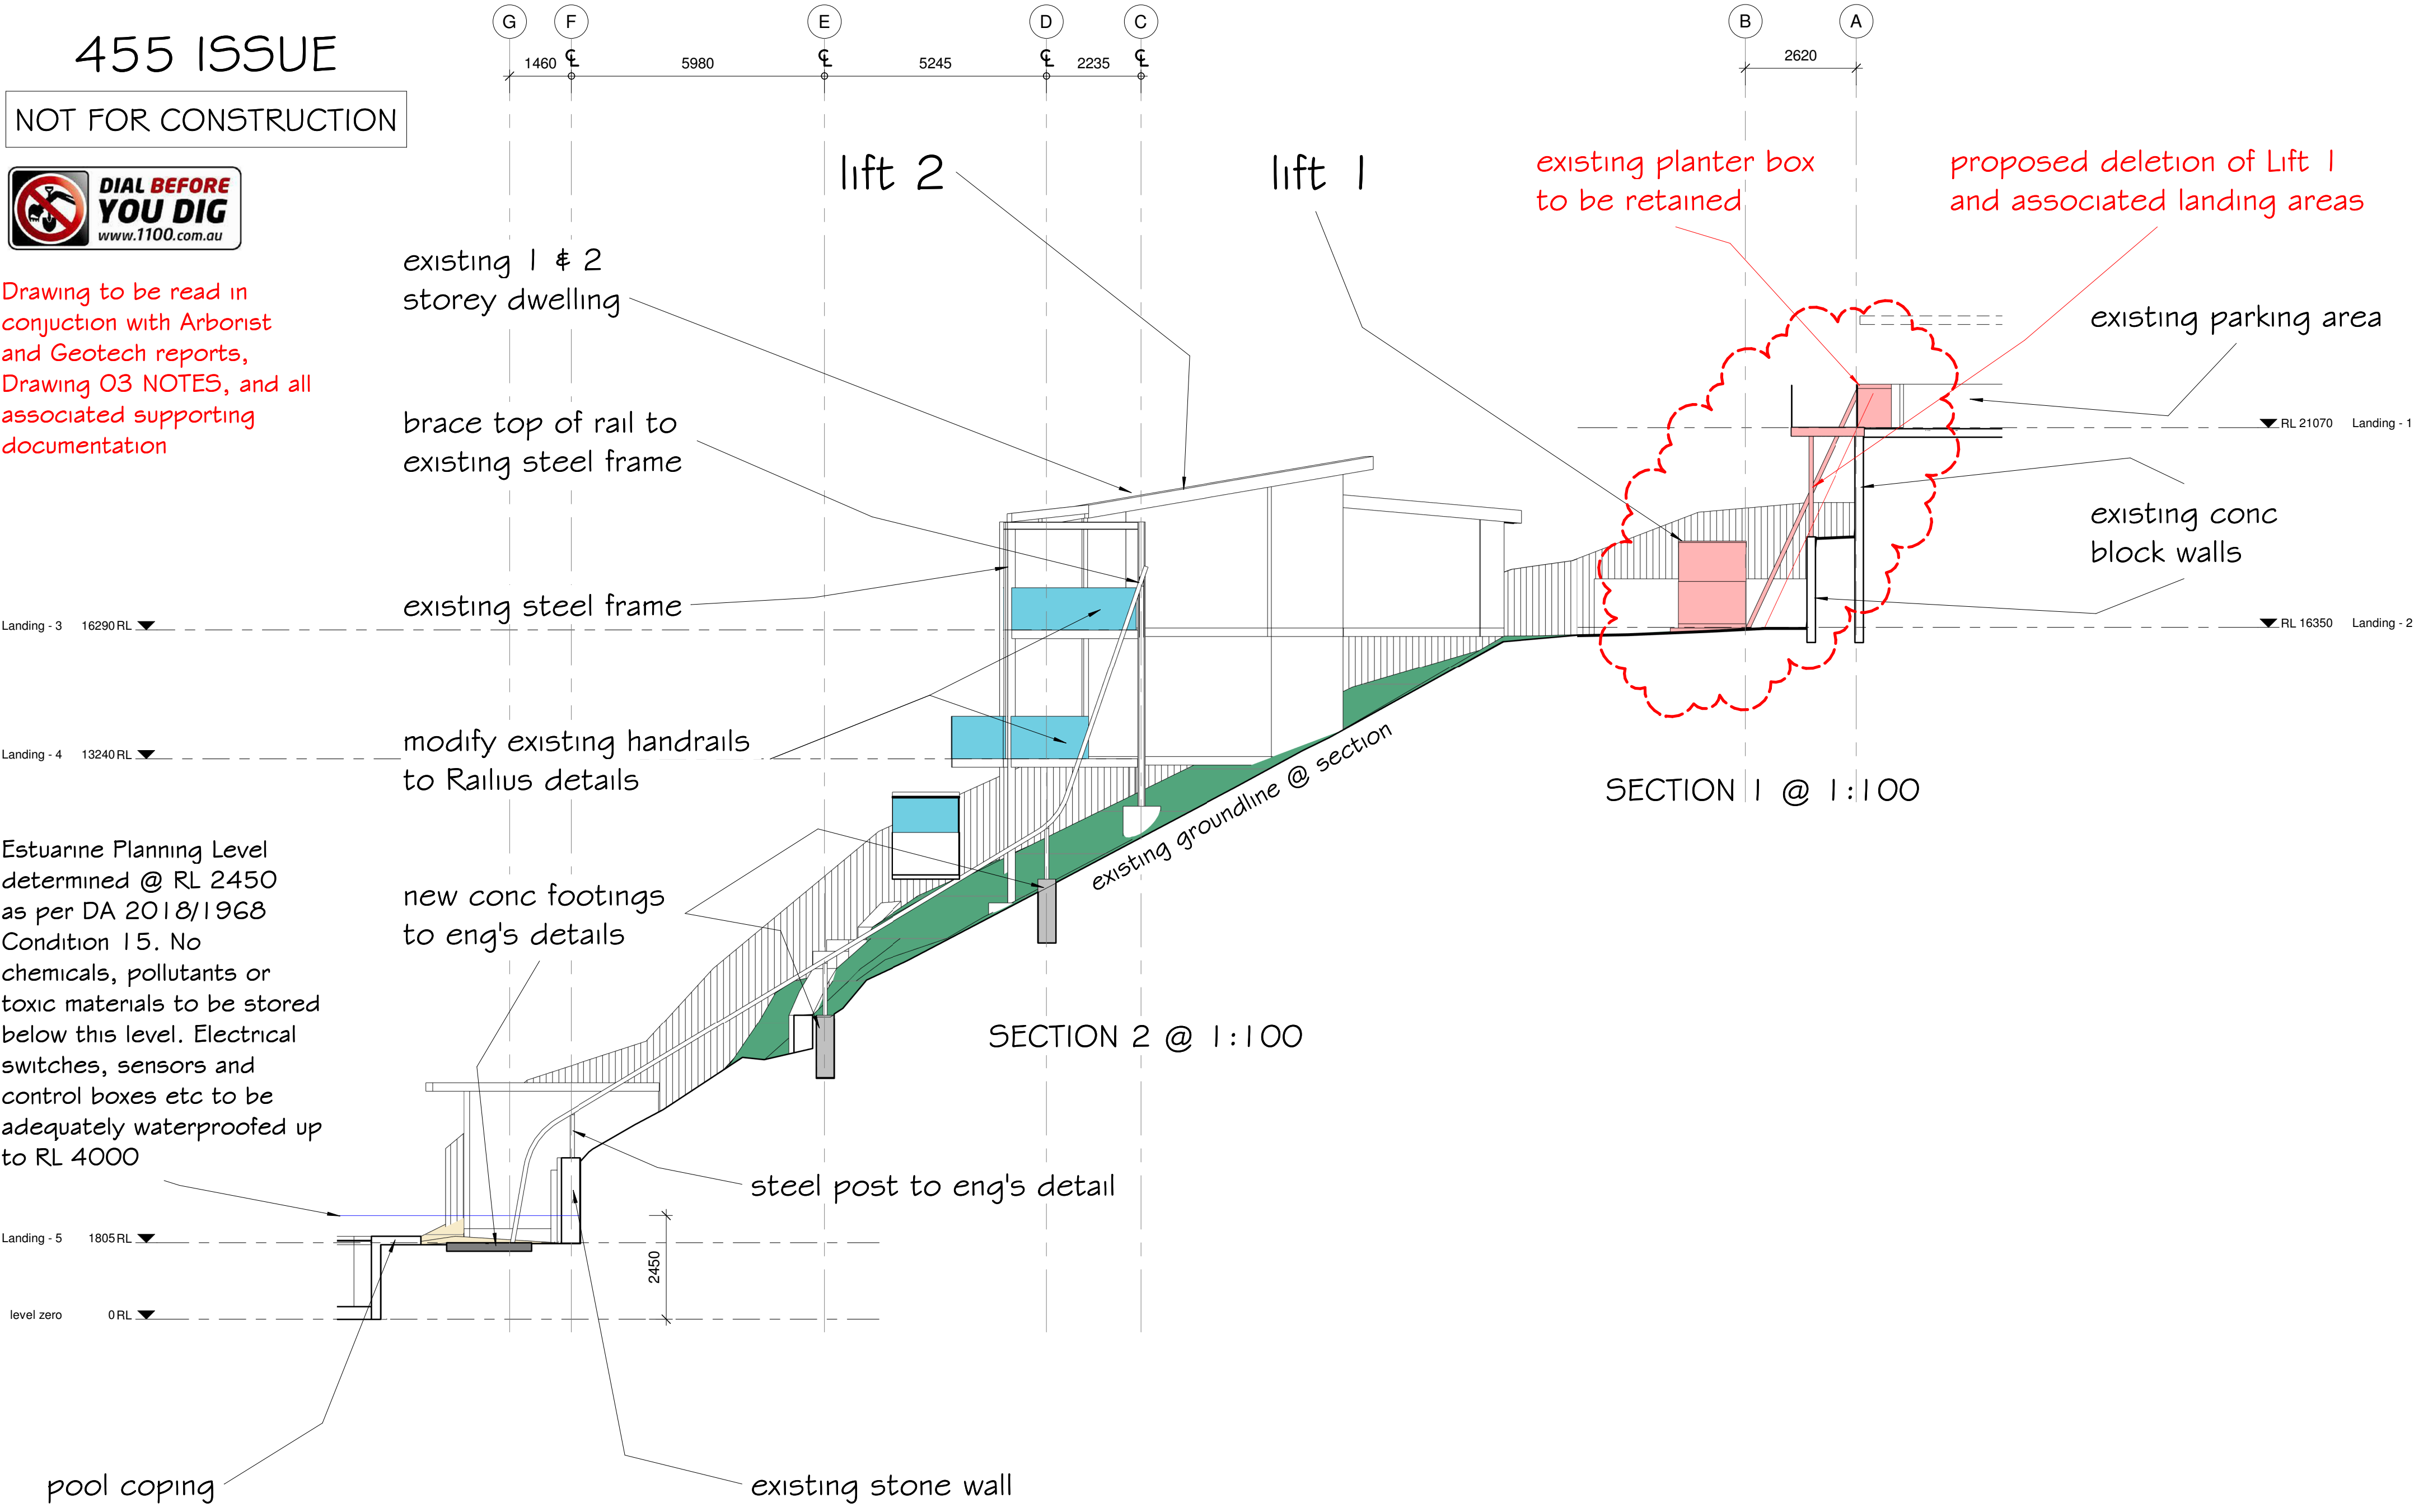 G F E D C B A
℄ ℄ ℄ ℄
1460 5980 5245 2235 2620
455 ISSUE
NOT FOR CONSTRUCTION
DIAL BEFORE
YOU DIG
www.1100.com.au
Drawing to be read in
conjuction with Arborist
and Geotech reports,
Drawing 03 NOTES, and all
associated supporting
documentation
lift 2
lift 1
existing planter box
to be retained
proposed deletion of Lift 1
and associated landing areas
existing 1 & 2
storey dwelling
existing parking area
brace top of rail to
existing steel frame
RL 21070 Landing - 1
existing conc
block walls
existing steel frame
Landing - 3 16290 RL
RL 16350 Landing - 2
modify existing handrails
to Railius details
Landing - 4 13240 RL
existing groundline @ section
SECTION 1 @ 1:100
Estuarine Planning Level
determined @ RL 2450
as per DA 2018/1968
Condition 15. No
chemicals, pollutants or
toxic materials to be stored
below this level. Electrical
switches, sensors and
control boxes etc to be
adequately waterproofed up
to RL 4000
new conc footings
to eng's details
SECTION 2 @ 1:100
steel post to eng's detail
Landing - 5 1805 RL
2450
level zero 0 RL
pool coping
existing stone wall